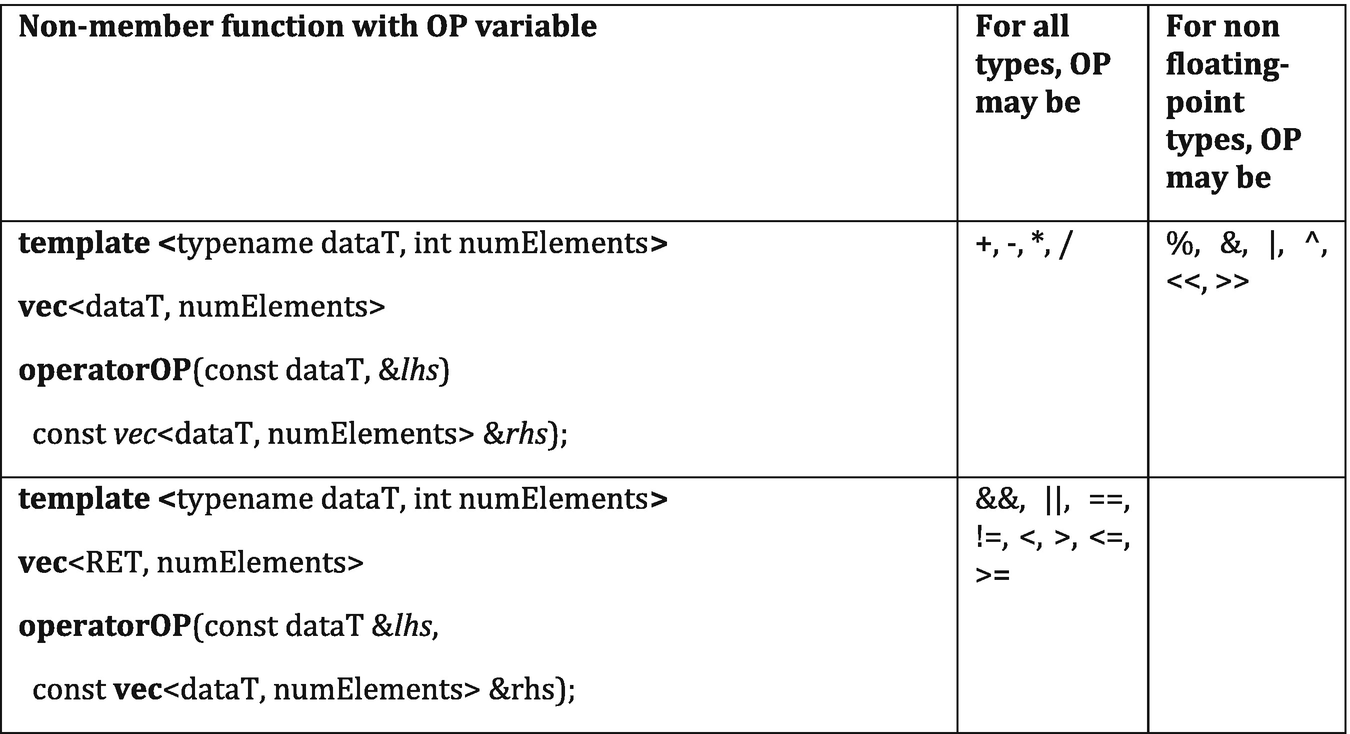 Non-member function with OP variable
For all
types, OP
may be
For non
floating-
point
types, OP
may be
template <typename dataT, int numElements>
vec<dataT, numElements>
operatorOP(const dataT, &lhs)
const vec<dataT, numElements> &rhs);
+, -, *, /
%, &, |, ^,
<<, >>
template <typename dataT, int numElements>
vec<RET, numElements>
operatorOP(const dataT &lhs,
const vec<dataT, numElements> &rhs);
&&, ||, ==,
!=, <, >, <=,
>=